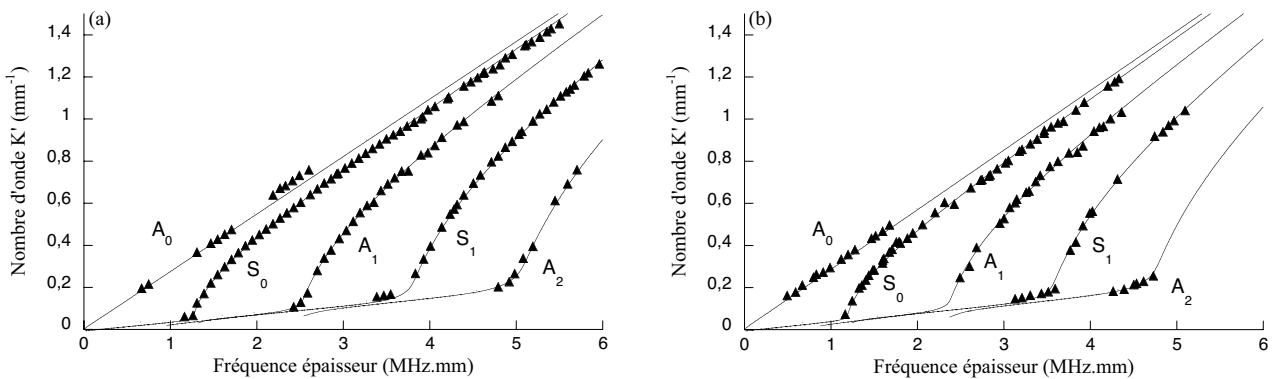 (a)
Nombre d'onde K' (mm-1)
1,4
1,2
1
0,8
0,6
0,4
0,2
0
A0
S0
A1
S1
A2
0 1 2 3 4 5 6
Fréquence épaisseur (MHz.mm)
(b)
Nombre d'onde K' (mm-1)
1,4
1,2
1
0,8
0,6
0,4
0,2
0
A0
S0
A1
S1
A2
0 1 2 3 4 5 6
Fréquence épaisseur (MHz.mm)